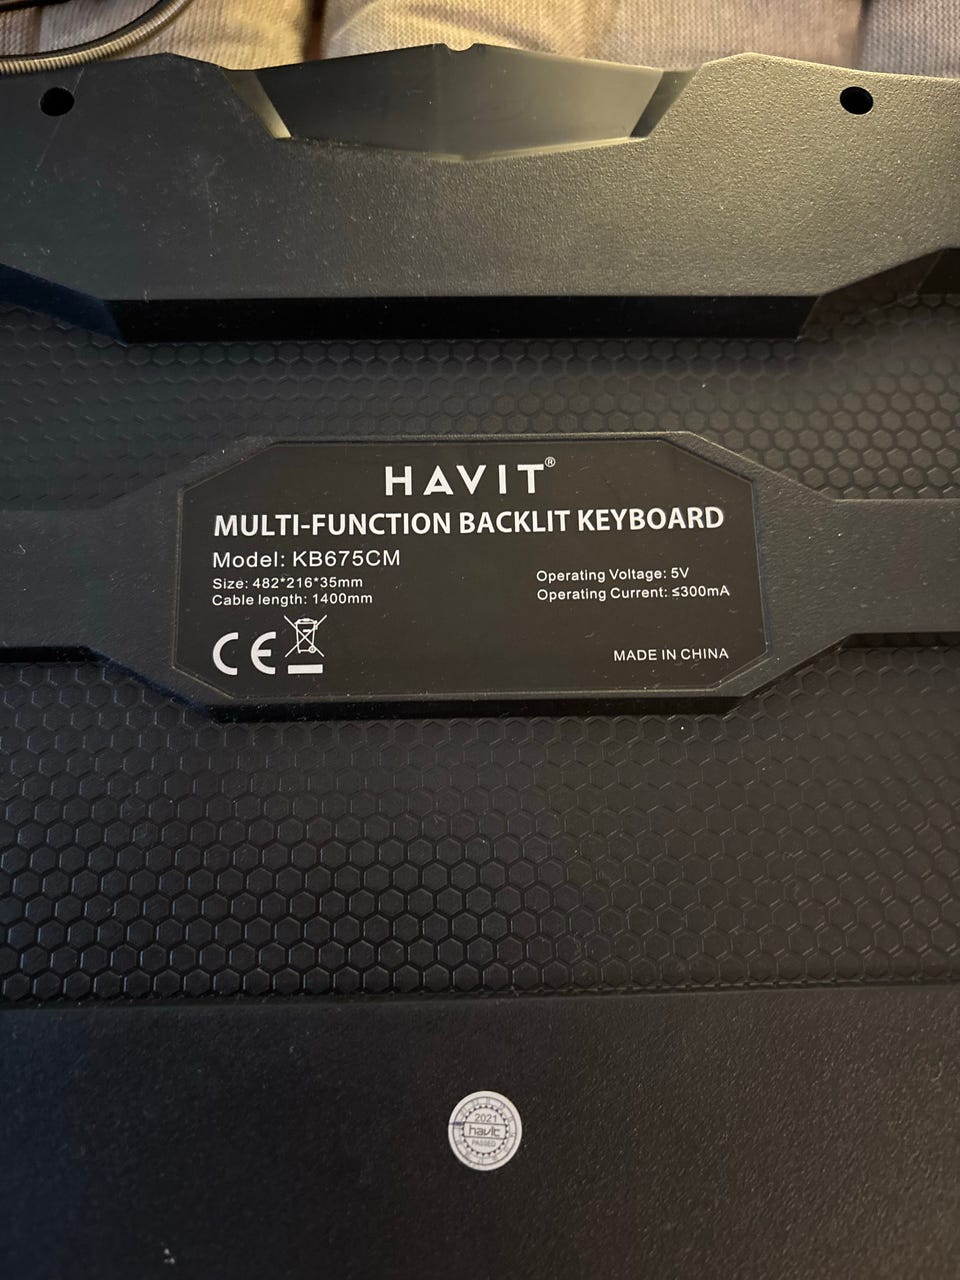 HAVIT®
MULTI-FUNCTION BACKLIT KEYBOARD
Model: KB675CM
Size: 482*216*35mm
Cable length: 1400mm
Operating Voltage: 5V
Operating Current: ≤300mA
CE
MADE IN CHINA
2021
havit
PASSED